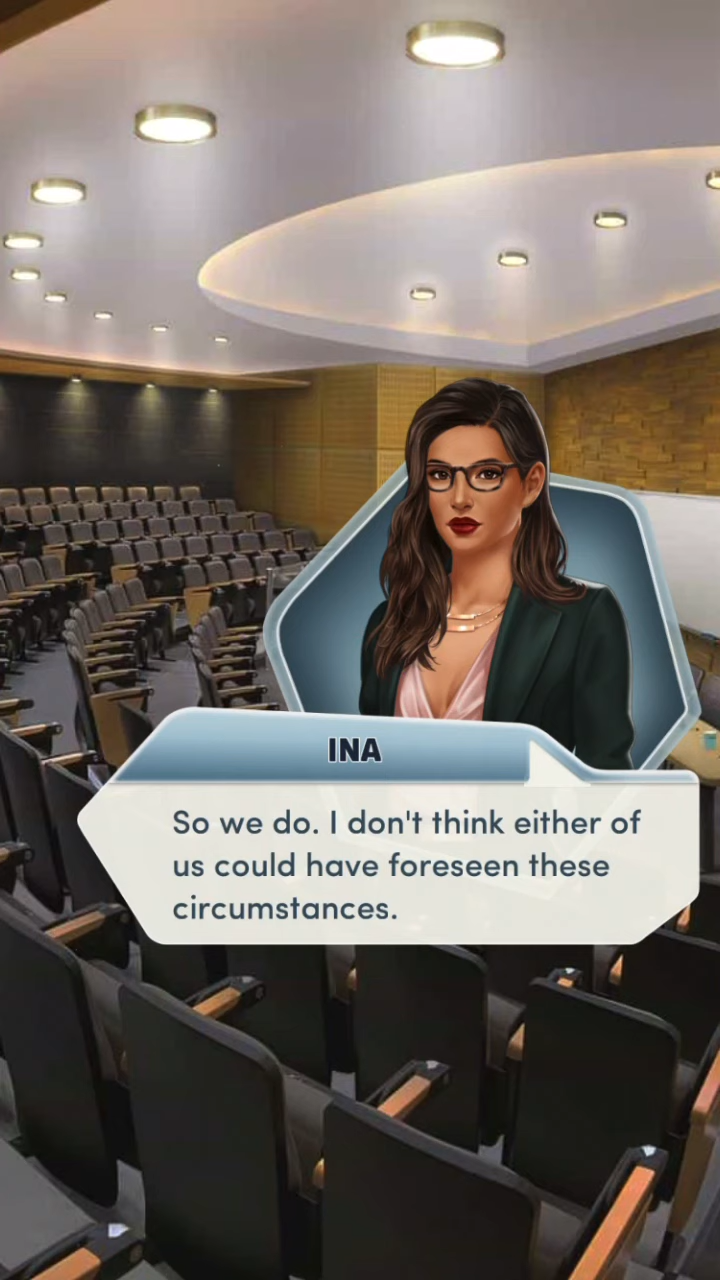 INA
So we do. I don't think either of
us could have foreseen these
circumstances.